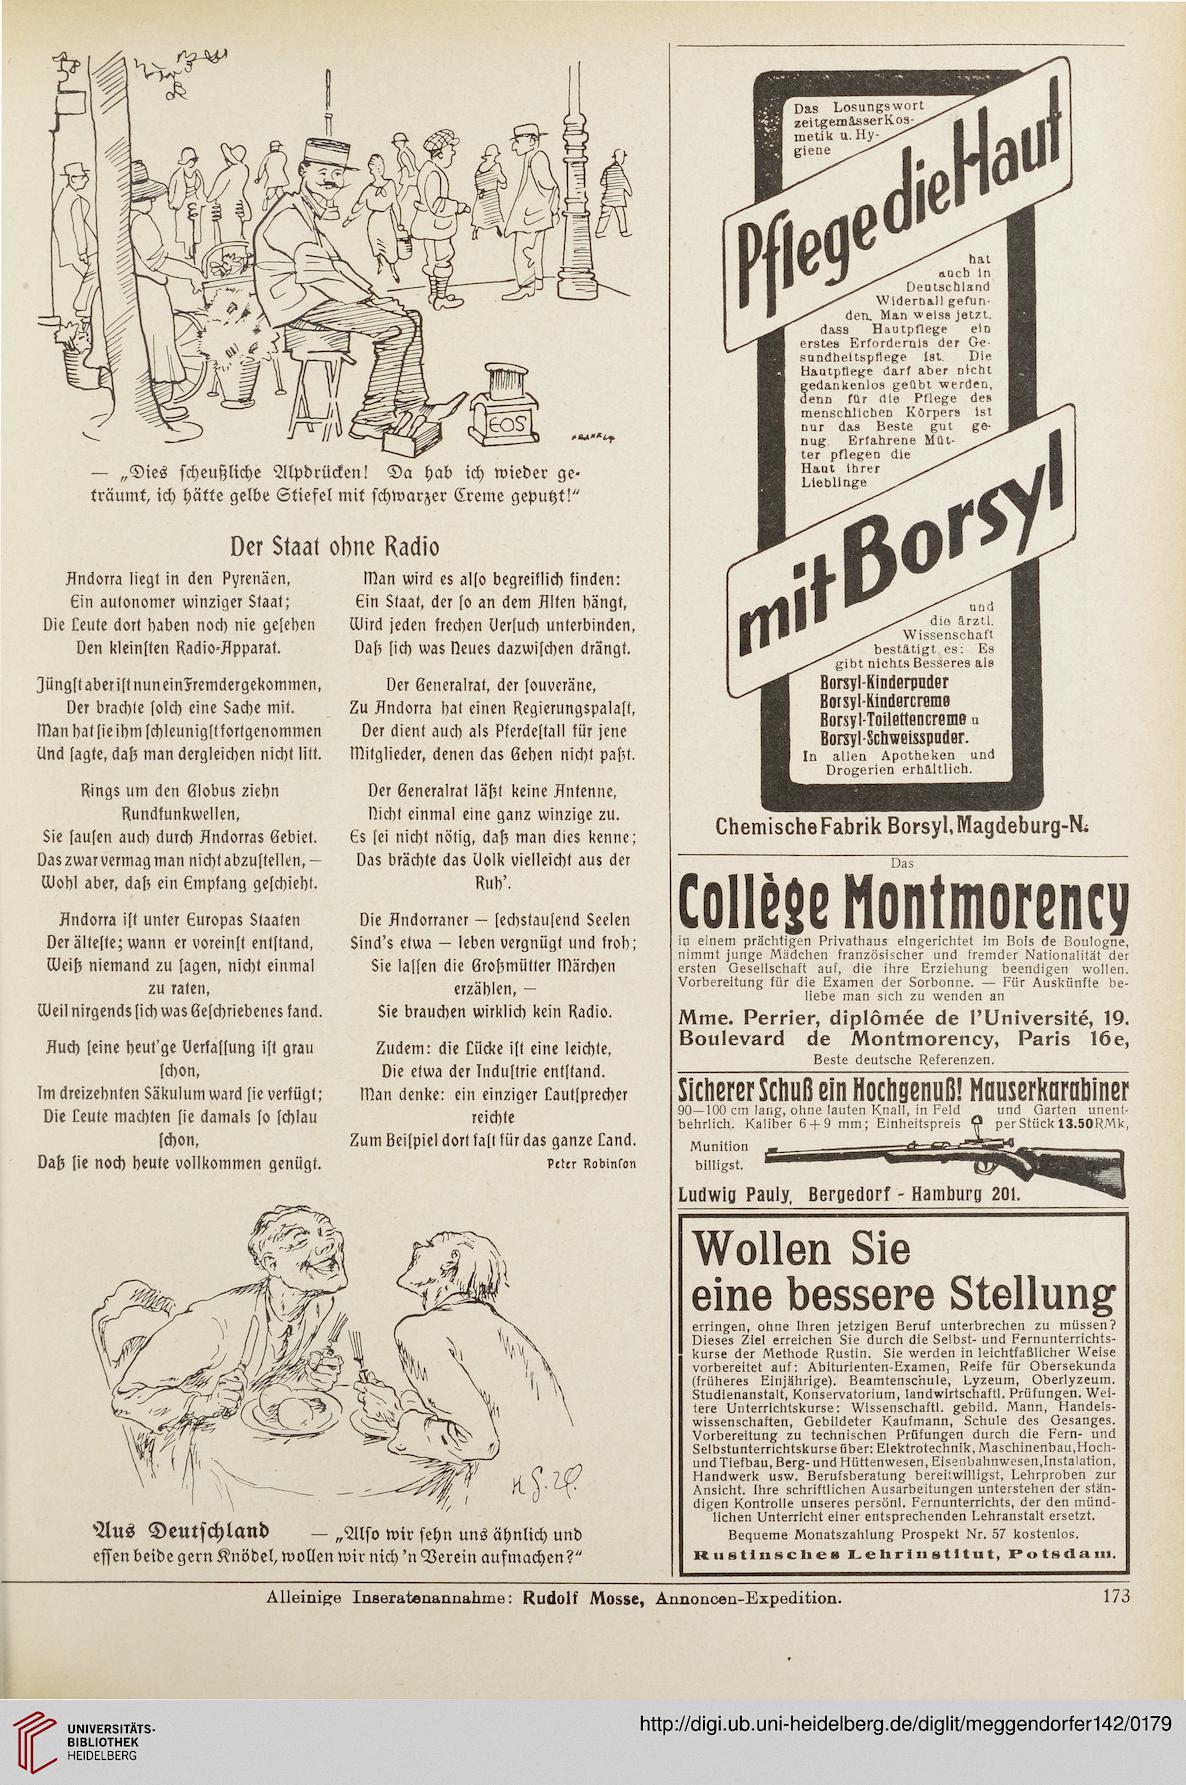 EOS
— „Dies scheußliche Alpdrücken! Da hab ich wieder ge-
träumt, ich hätte gelbe Stiefel mit schwarzer Creme geputzt!“
Der Staat ohne Radio
Andorra liegt in den Pyrenäen,
Ein autonomer winziger Staat;
Die Leute dort haben noch nie gesehen
Den kleinsten Radio-Apparat.
Jüngst aber ist nun ein Fremder gekommen,
Der brachte solch eine Sache mit.
Man hat sie ihm schleunigst fortgenommen
Und sagte, daß man dergleichen nicht litt.
Rings um den Globus ziehn
Rundfunkwellen,
Sie sausen auch durch Andorras Gebiet.
Das zwar vermag man nicht abzustellen, —
Wohl aber, daß ein Empfang geschieht.
Andorra ist unter Europas Staaten
Der älteste; wann er voreinst entstand,
Weiß niemand zu sagen, nicht einmal
zu raten,
Weil nirgends sich was Geschriebenes fand.
Auch seine heut'ge Verfassung ist grau
schon,
Im dreizehnten Säkulum ward sie verfügt;
Die Leute machten sie damals so schlau
schon,
Daß sie noch heute vollkommen genügt.
Man wird es also begreiflich finden:
Ein Staat, der so an dem Alten hängt,
Wird jeden frechen Versuch unterbinden,
Daß sich was Neues dazwischen drängt.
Der Generalrat, der souveräne,
Zu Andorra hat einen Regierungspalast,
Der dient auch als Pferdestall für jene
Mitglieder, denen das Gehen nicht paßt.
Der Generalrat läßt keine Antenne,
Nicht einmal eine ganz winzige zu.
Es sei nicht nötig, daß man dies kenne;
Das brächte das Volk vielleicht aus der
Ruh'.
Die Andorraner — sechstausend Seelen
Sind's etwa — leben vergnügt und froh;
Sie lassen die Großmütter Märchen
erzählen, —
Sie brauchen wirklich kein Radio.
Zudem: die Lücke ist eine leichte,
Die etwa der Industrie entstand.
Man denke: ein einziger Lautsprecher
reichte
Zum Beispiel dort fast für das ganze Land.
Peter Robinson
Aus Deutschland — „Also wir sehn uns ähnlich und
essen beide gern Knödel, wollen wir nich 'n Verein aufmachen?“
Das Losungswort
zeitgemässer Kos-
metik u. Hy-
giene
Pflege die Haut
hat
auch in
Deutschland
Widerhall gefun-
den. Man weiss jetzt,
dass Hautpflege ein
erstes Erfordernis der Ge-
sundheitspflege ist. Die
Hautpflege darf aber nicht
gedankenlos geübt werden,
denn für die Pflege des
menschlichen Körpers ist
nur das Beste gut ge-
nug. Erfahrene Müt-
ter pflegen die
Haut ihrer
Lieblinge
mit Borsyl
und
die ärztl.
Wissenschaft
bestätigt es: Es
gibt nichts Besseres als
Borsyl-Kinderpuder
Borsyl-Kindercreme
Borsyl-Toilettencreme u
Borsyl-Schweisspuder.
In allen Apotheken und
Drogerien erhältlich.
Chemische Fabrik Borsyl, Magdeburg-N.
Das
Collège Montmorency
in einem prächtigen Privathaus eingerichtet im Bois de Boulogne,
nimmt junge Mädchen französischer und fremder Nationalität der
ersten Gesellschaft auf, die ihre Erziehung beendigen wollen.
Vorbereitung für die Examen der Sorbonne. — Für Auskünfte be-
liebe man sich zu wenden an
Mme. Perrier, diplômée de l'Université, 19.
Boulevard de Montmorency, Paris 16e,
Beste deutsche Referenzen.
Sicherer Schuß ein Hochgenuß! Mauserkarabiner
90—100 cm lang, ohne lauten Knall, in Feld und Garten unent-
behrlich. Kaliber 6+9 mm; Einheitspreis per Stück 13.50 RMk,
Munition
billigst.
Ludwig Pauly, Bergedorf - Hamburg 201.
Wollen Sie
eine bessere Stellung
erringen, ohne Ihren jetzigen Beruf unterbrechen zu müssen?
Dieses Ziel erreichen Sie durch die Selbst- und Fernunterrichts-
kurse der Methode Rustin. Sie werden in leichtfaßlicher Weise
vorbereitet auf: Abiturienten-Examen, Reife für Obersekunda
(früheres Einjährige). Beamtenschule, Lyzeum, Oberlyzeum.
Studienanstalt, Konservatorium, landwirtschaftl. Prüfungen. Wei-
tere Unterrichtskurse: Wissenschaftl. gebild. Mann, Handels-
wissenschaften, Gebildeter Kaufmann, Schule des Gesanges.
Vorbereitung zu technischen Prüfungen durch die Fern- und
Selbstunterrichtskurse über: Elektrotechnik, Maschinenbau, Hoch-
und Tiefbau, Berg- und Hüttenwesen, Eisenbahnwesen, Instalation,
Handwerk usw. Berufsberatung bereitwilligst, Lehrproben zur
Ansicht. Ihre schriftlichen Ausarbeitungen unterstehen der stän-
digen Kontrolle unseres persönl. Fernunterrichts, der den münd-
lichen Unterricht einer entsprechenden Lehranstalt ersetzt.
Bequeme Monatszahlung Prospekt Nr. 57 kostenlos.
Rustinsches Lehrinstitut, Potsdam.
Alleinige Inseratenannahme: Rudolf Mosse, Annoncen-Expedition.
173
UNIVERSITÄTS-
BIBLIOTHEK
HEIDELBERG
http://digi.ub.uni-heidelberg.de/diglit/meggendorfer142/0179